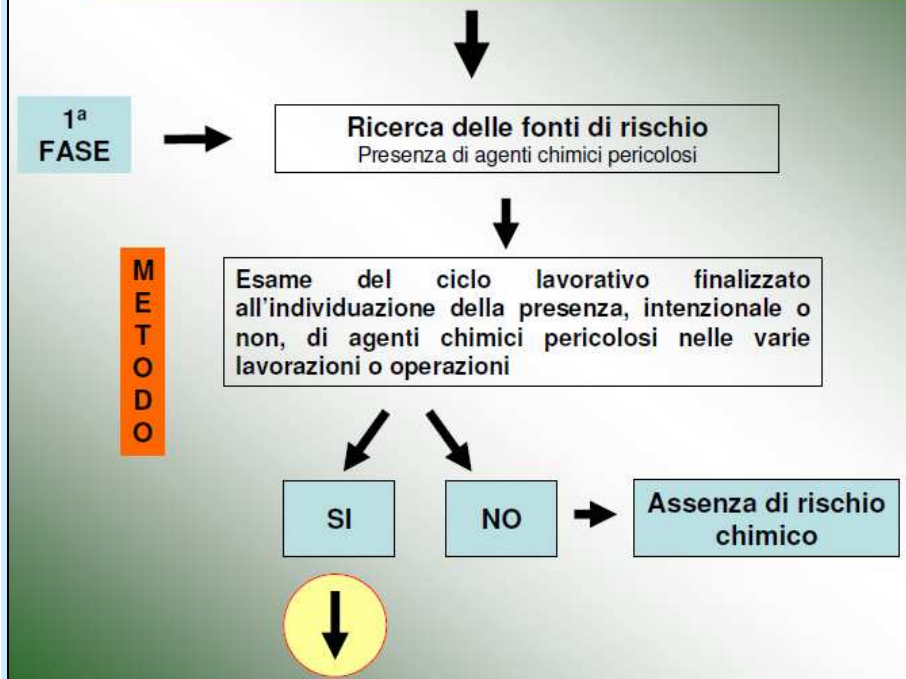 1ª
FASE
Ricerca delle fonti di rischio
Presenza di agenti chimici pericolosi
M
E
T
O
D
O
Esame del ciclo lavorativo finalizzato
all'individuazione della presenza, intenzionale o
non, di agenti chimici pericolosi nelle varie
lavorazioni o operazioni
SI
NO
Assenza di rischio
chimico